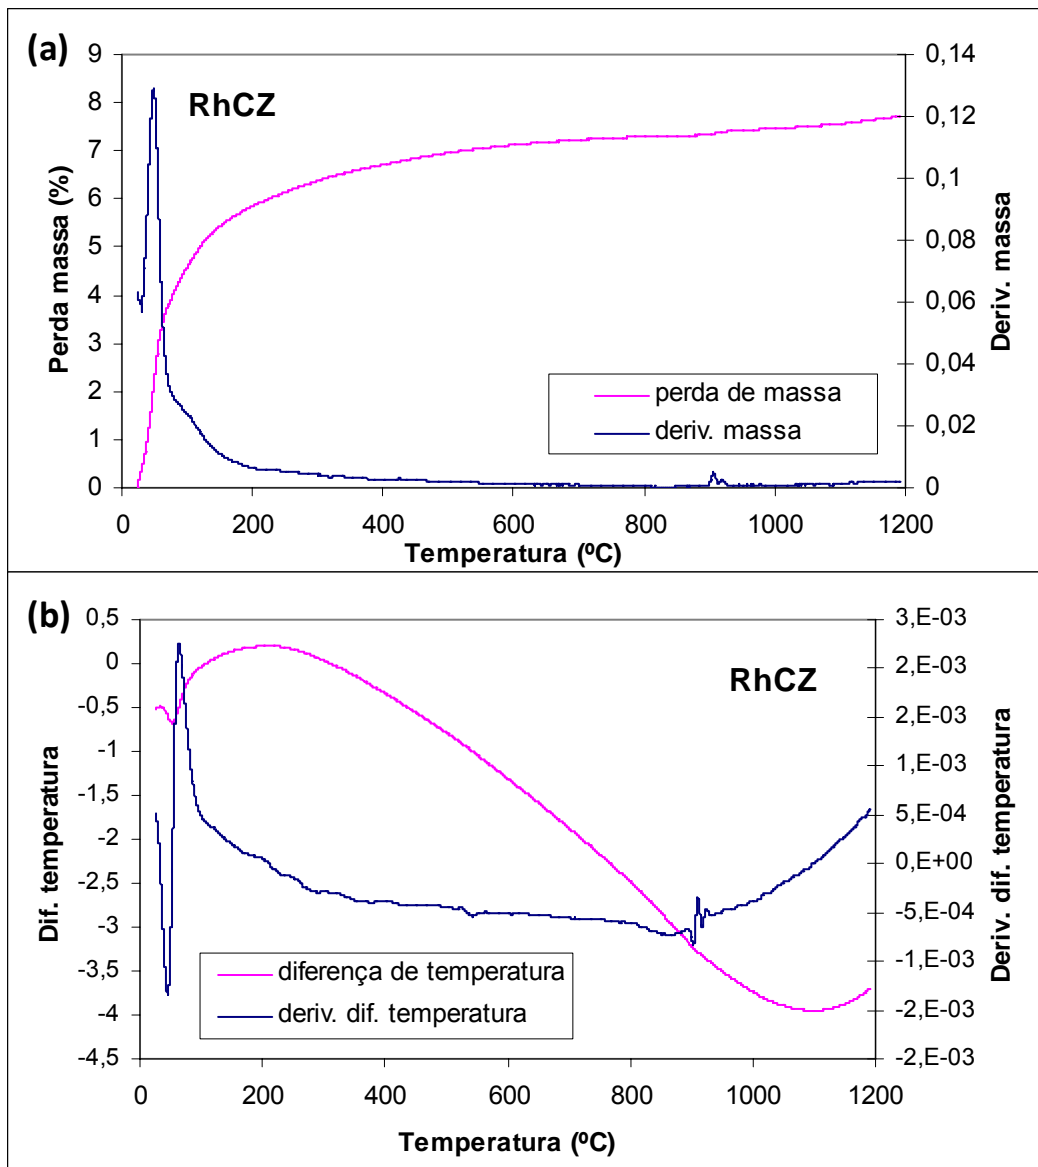 (a)
RhCZ
9
8
7
6
5
4
3
2
1
0
Perda massa (%)
0,14
0,12
0,1
0,08
0,06
0,04
0,02
0
Deriv. massa
perda de massa
deriv. massa
0 200 400 600 800 1000 1200
Temperatura (ºC)
(b)
RhCZ
0,5
0
-0,5
-1
-1,5
-2
-2,5
-3
-3,5
-4
-4,5
Dif. temperatura
3,E-03
2,E-03
2,E-03
1,E-03
5,E-04
0,E+00
-5,E-04
-1,E-03
-2,E-03
-2,E-03
Deriv. dif. temperatura
diferença de temperatura
deriv. dif. temperatura
0 200 400 600 800 1000 1200
Temperatura (ºC)